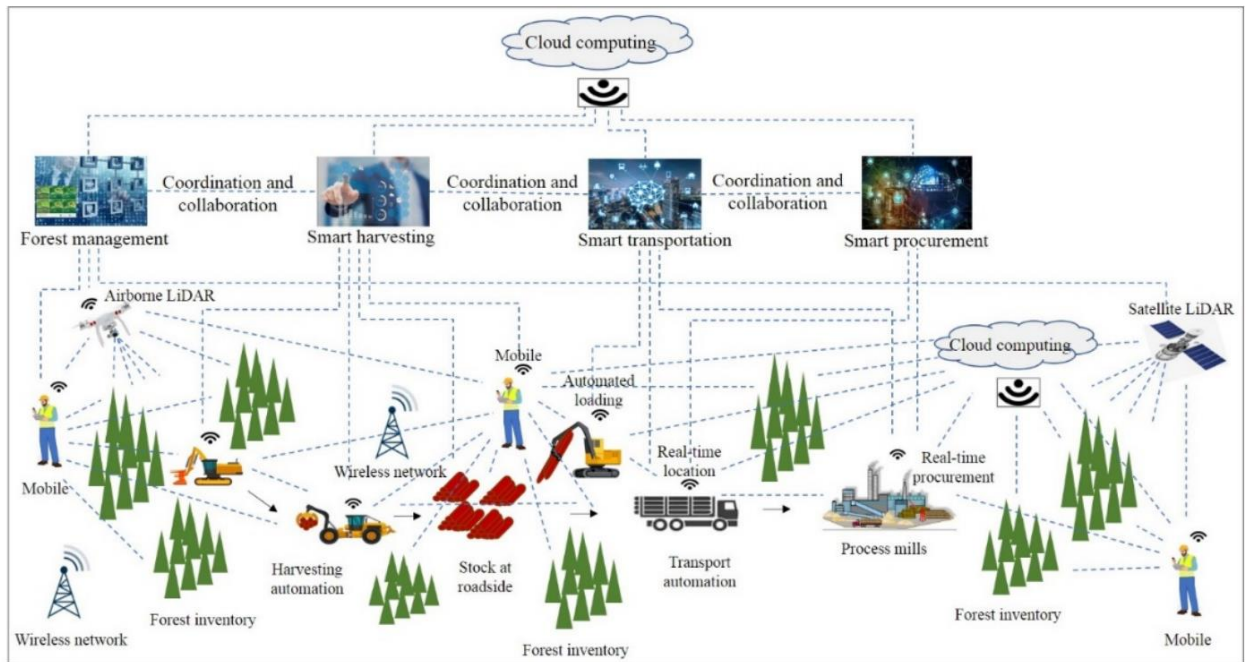 Cloud computing
Coordination and
collaboration
Coordination and
collaboration
Coordination and
collaboration
Forest management
Smart harvesting
Smart transportation
Smart procurement
Airborne LiDAR
Satellite LiDAR
Mobile
Cloud computing
Automated
loading
Wireless network
Real-time
location
Real-time
procurement
Mobile
Process mills
Harvesting
automation
Stock at
roadside
Transport
automation
Forest inventory
Forest inventory
Wireless network
Mobile
Forest inventory